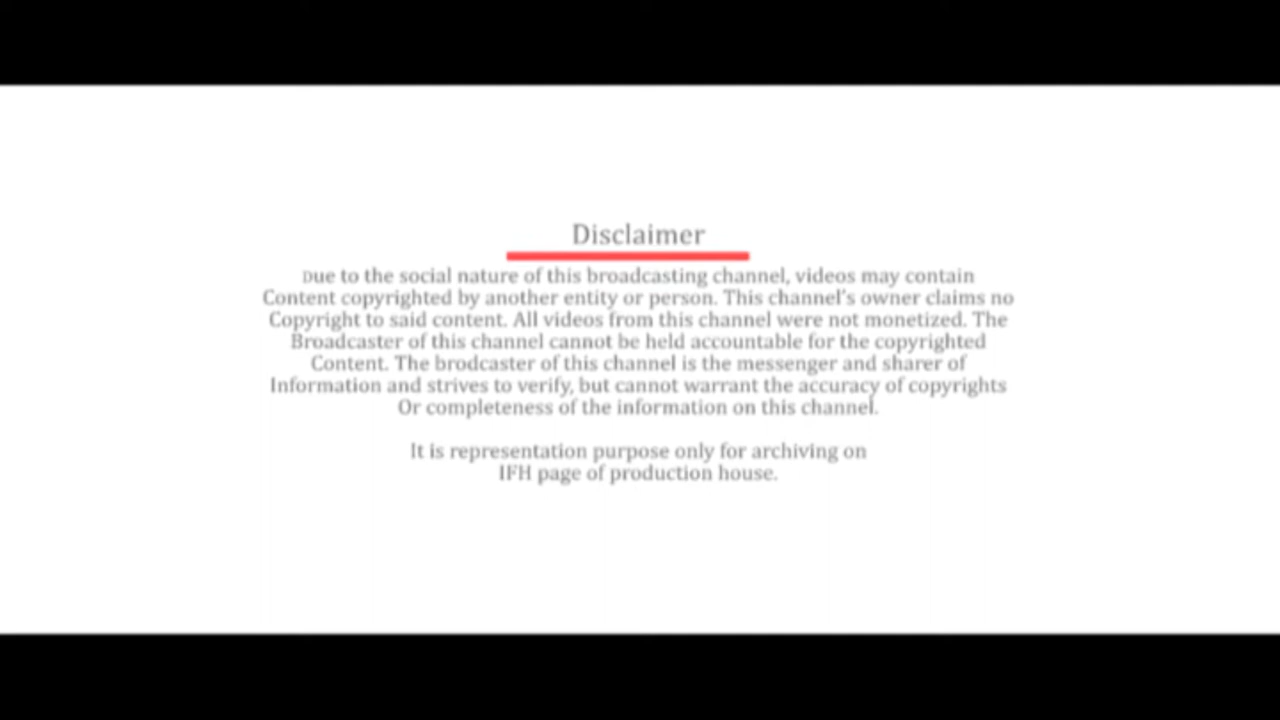 Disclaimer
Due to the social nature of this broadcasting channel, videos may contain
Content copyrighted by another entity or person. This channel's owner claims no
Copyright to said content. All videos from this channel were not monetized. The
Broadcaster of this channel cannot be held accountable for the copyrighted
Content. The brodcaster of this channel is the messenger and sharer of
Information and strives to verify, but cannot warrant the accuracy of copyrights
Or completeness of the information on this channel.
It is representation purpose only for archiving on
IFH page of production house.